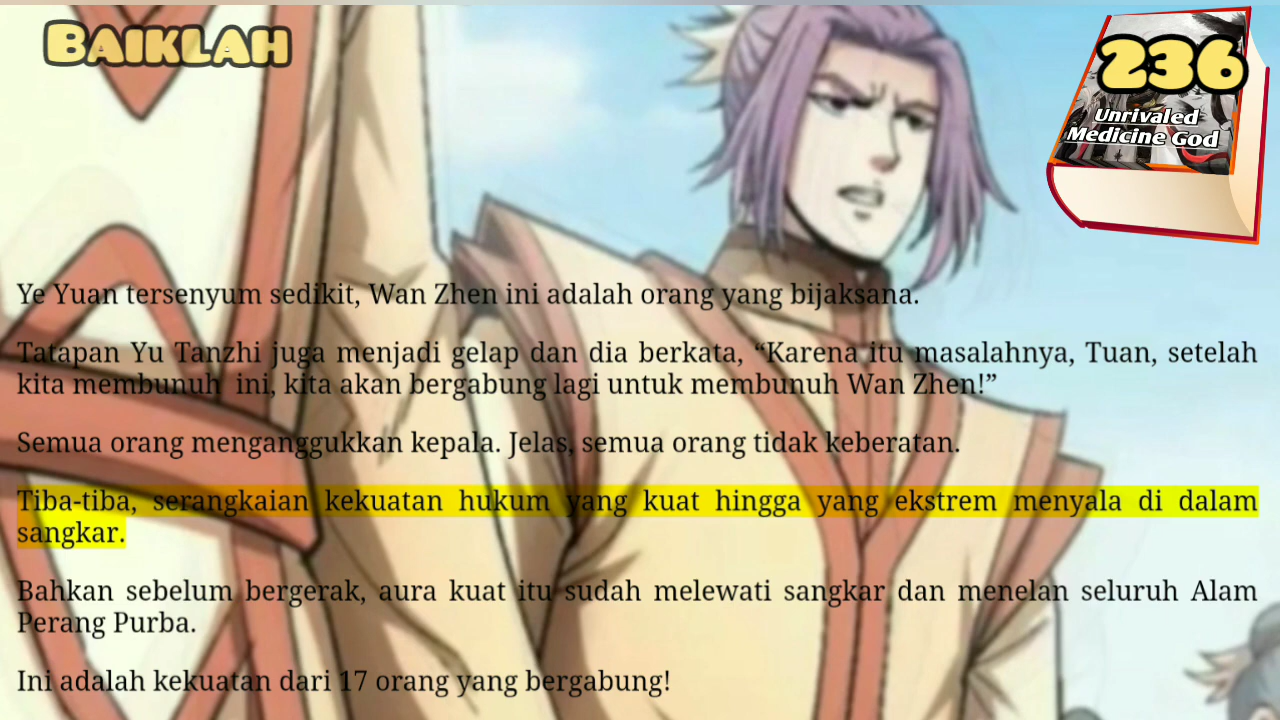 BAIKLAH
236
Unrivaled
Medicine God
Ye Yuan tersenyum sedikit, Wan Zhen ini adalah orang yang bijaksana.
Tatapan Yu Tanzhi juga menjadi gelap dan dia berkata, “Karena itu masalahnya, Tuan, setelah
kita membunuh  ini, kita akan bergabung lagi untuk membunuh Wan Zhen!”
Semua orang menganggukkan kepala. Jelas, semua orang tidak keberatan.
Tiba-tiba, serangkaian kekuatan hukum yang kuat hingga yang ekstrem menyala di dalam
sangkar.
Bahkan sebelum bergerak, aura kuat itu sudah melewati sangkar dan menelan seluruh Alam
Perang Purba.
Ini adalah kekuatan dari 17 orang yang bergabung!